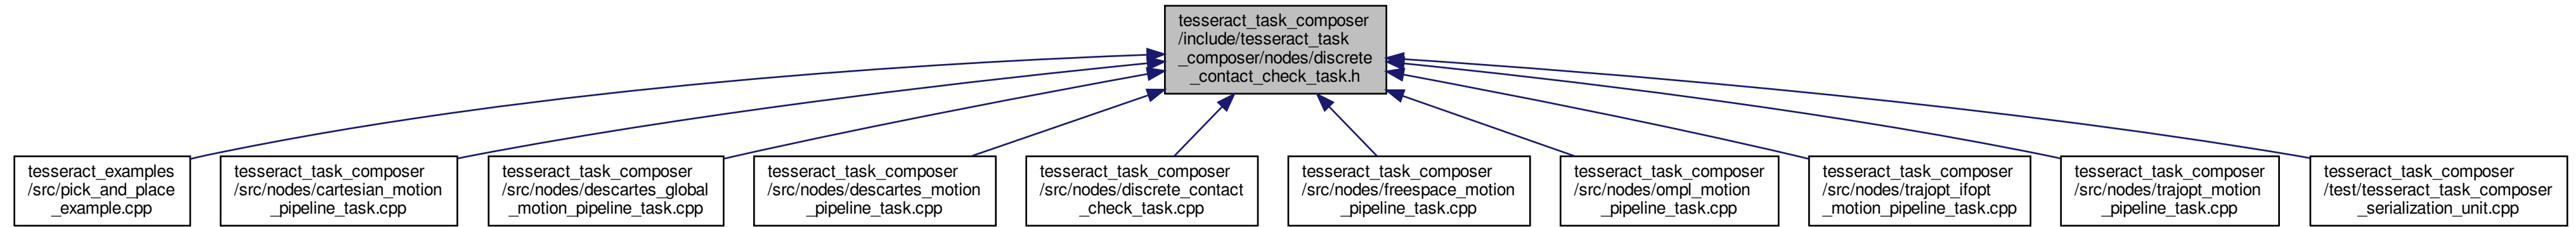 tesseract_task_composer
/include/tesseract_task
_composer/nodes/discrete
_contact_check_task.h
tesseract_examples
/src/pick_and_place
_example.cpp
tesseract_task_composer
/src/nodes/cartesian_motion
_pipeline_task.cpp
tesseract_task_composer
/src/nodes/descartes_global
_motion_pipeline_task.cpp
tesseract_task_composer
/src/nodes/descartes_motion
_pipeline_task.cpp
tesseract_task_composer
/src/nodes/discrete_contact
_check_task.cpp
tesseract_task_composer
/src/nodes/freespace_motion
_pipeline_task.cpp
tesseract_task_composer
/src/nodes/ompl_motion
_pipeline_task.cpp
tesseract_task_composer
/src/nodes/trajopt_ifopt
_motion_pipeline_task.cpp
tesseract_task_composer
/src/nodes/trajopt_motion
_pipeline_task.cpp
tesseract_task_composer
/test/tesseract_task_composer
_serialization_unit.cpp